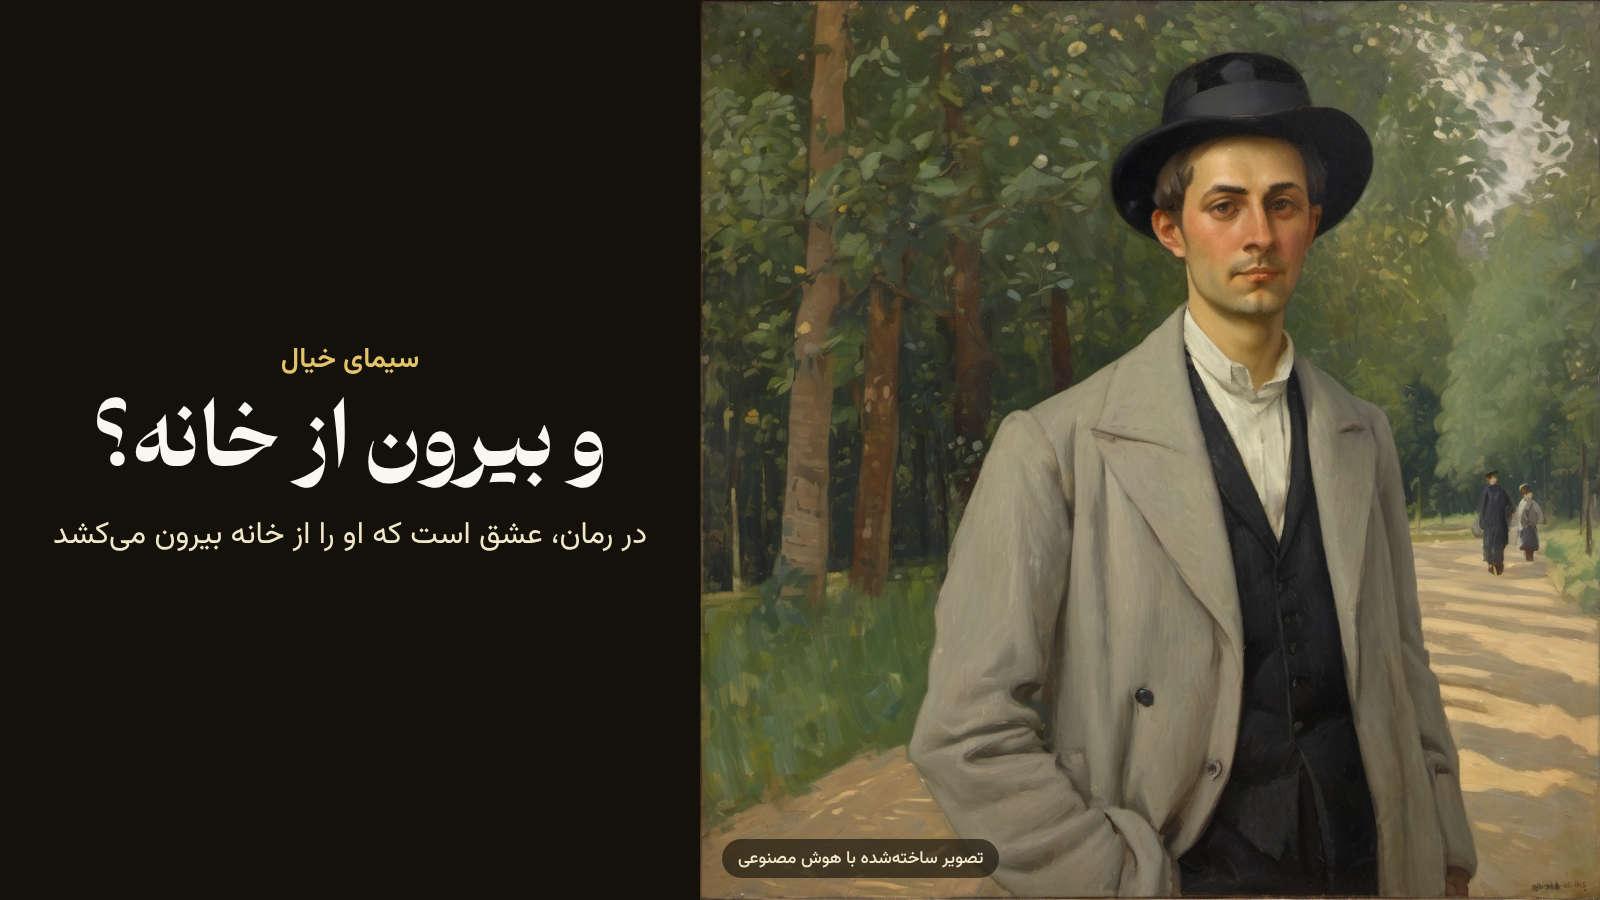 سیمای خیال
و بیرون از خانه؟
در رمان، عشق است که او را از خانه بیرون می‌کشد
تصویر ساخته‌شده با هوش مصنوعی